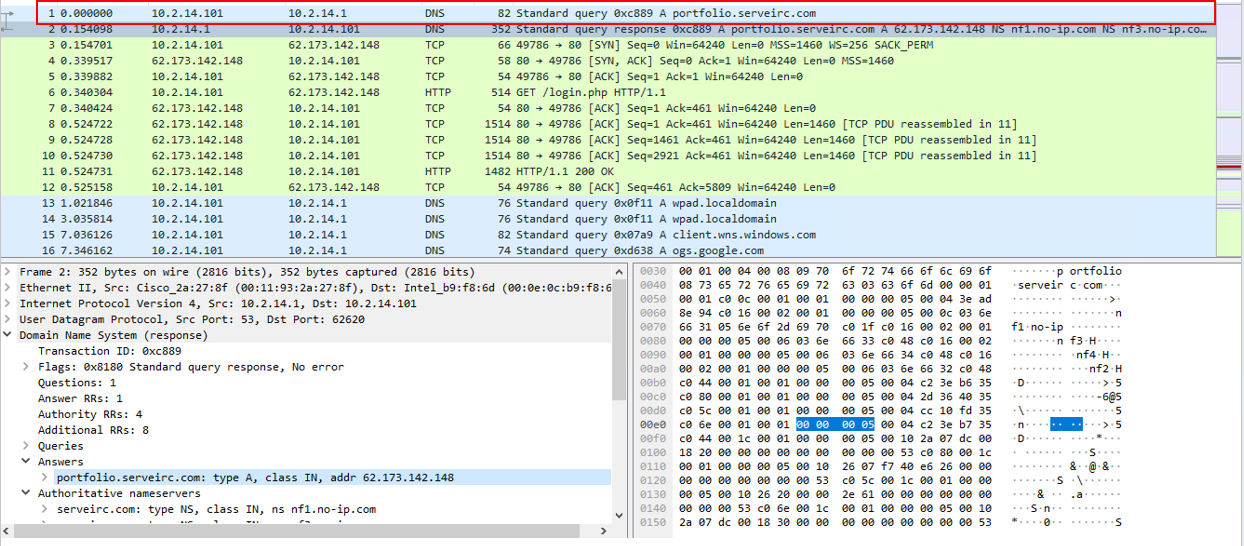 1 0.000000 10.2.14.101 10.2.14.1 DNS 82 Standard query 0xc889 A portfolio.serveirc.com
2 0.154098 10.2.14.1 10.2.14.101 DNS 352 Standard query response 0xc889 A portfolio.serveirc.com A 62.173.142.148 NS nf1.no-ip.com NS nf3.no-ip.co…
3 0.154701 10.2.14.101 62.173.142.148 TCP 66 49786 → 80 [SYN] Seq=0 Win=64240 Len=0 MSS=1460 WS=256 SACK_PERM
4 0.339517 62.173.142.148 10.2.14.101 TCP 58 80 → 49786 [SYN, ACK] Seq=0 Ack=1 Win=64240 Len=0 MSS=1460
5 0.339882 10.2.14.101 62.173.142.148 TCP 54 49786 → 80 [ACK] Seq=1 Ack=1 Win=64240 Len=0
6 0.340304 10.2.14.101 62.173.142.148 HTTP 514 GET /login.php HTTP/1.1
7 0.340424 62.173.142.148 10.2.14.101 TCP 54 80 → 49786 [ACK] Seq=1 Ack=461 Win=64240 Len=0
8 0.524722 62.173.142.148 10.2.14.101 TCP 1514 80 → 49786 [ACK] Seq=1 Ack=461 Win=64240 Len=1460 [TCP PDU reassembled in 11]
9 0.524728 62.173.142.148 10.2.14.101 TCP 1514 80 → 49786 [ACK] Seq=1461 Ack=461 Win=64240 Len=1460 [TCP PDU reassembled in 11]
10 0.524730 62.173.142.148 10.2.14.101 TCP 1514 80 → 49786 [ACK] Seq=2921 Ack=461 Win=64240 Len=1460 [TCP PDU reassembled in 11]
11 0.524731 62.173.142.148 10.2.14.101 HTTP 1482 HTTP/1.1 200 OK
12 0.525158 10.2.14.101 62.173.142.148 TCP 54 49786 → 80 [ACK] Seq=461 Ack=5809 Win=64240 Len=0
13 1.021846 10.2.14.101 10.2.14.1 DNS 76 Standard query 0x0f11 A wpad.localdomain
14 3.035814 10.2.14.101 10.2.14.1 DNS 76 Standard query 0x0f11 A wpad.localdomain
15 7.036126 10.2.14.101 10.2.14.1 DNS 82 Standard query 0x07a9 A client.wns.windows.com
16 7.346162 10.2.14.101 10.2.14.1 DNS 74 Standard query 0xd638 A ogs.google.com
Frame 2: 352 bytes on wire (2816 bits), 352 bytes captured (2816 bits)
Ethernet II, Src: Cisco_2a:27:8f (00:11:93:2a:27:8f), Dst: Intel_b9:f8:6d (00:0e:0c:b9:f8:6
Internet Protocol Version 4, Src: 10.2.14.1, Dst: 10.2.14.101
User Datagram Protocol, Src Port: 53, Dst Port: 62620
Domain Name System (response)
Transaction ID: 0xc889
Flags: 0x8180 Standard query response, No error
Questions: 1
Answer RRs: 1
Authority RRs: 4
Additional RRs: 8
Queries
Answers
portfolio.serveirc.com: type A, class IN, addr 62.173.142.148
Authoritative nameservers
serveirc.com: type NS, class IN, ns nf1.no-ip.com
0030 00 01 00 04 00 08 09 70 6f 72 74 66 6f 6c 69 6f ·······p ortfolio
0040 08 73 65 72 76 65 69 72 63 03 63 6f 6d 00 00 01 ·serveir c·com···
0050 00 01 c0 0c 00 01 00 01 00 00 00 05 00 04 3e ad ········ ······>·
0060 8e 94 c0 16 00 02 00 01 00 00 00 05 00 0c 03 6e ········ ·······n
0070 66 31 05 6e 6f 2d 69 70 c0 1f c0 16 00 02 00 01 f1·no-ip ········
0080 00 00 00 05 00 06 03 6e 66 33 c0 48 c0 16 00 02 ·······n f3·H····
0090 00 01 00 00 00 05 00 06 03 6e 66 34 c0 48 c0 16 ········ ·nf4·H··
00a0 00 02 00 01 00 00 00 05 00 06 03 6e 66 32 c0 48 ········ ···nf2·H
00b0 c0 44 00 01 00 01 00 00 00 05 00 04 c2 3e b6 35 ·D······ ·····>·5
00c0 c0 80 00 01 00 01 00 00 00 05 00 04 2d 36 40 35 ········ ····-6@5
00d0 c0 5c 00 01 00 01 00 00 00 05 00 04 cc 10 fd 35 ·\······ ·······5
00e0 c0 6e 00 01 00 01 00 00 00 05 00 04 c2 3e b7 35 ·n······ ·····>·5
00f0 c0 44 00 1c 00 01 00 00 00 05 00 10 2a 07 dc 00 ·D······ ····*···
0100 18 20 00 00 00 00 00 00 00 00 00 53 c0 80 00 1c · ······ ···S····
0110 00 01 00 00 00 05 00 10 26 07 f7 40 e6 26 00 00 ········ &··@·&··
0120 00 00 00 00 00 00 00 53 c0 5c 00 1c 00 01 00 00 ·······S ·\······
0130 00 05 00 10 26 20 00 00 2e 61 00 00 00 00 00 00 ····& ·· .a······
0140 00 00 00 53 c0 6e 00 1c 00 01 00 00 00 05 00 10 ···S·n·· ········
0150 2a 07 dc 00 18 30 00 00 00 00 00 00 00 00 00 53 *····0·· ·······S